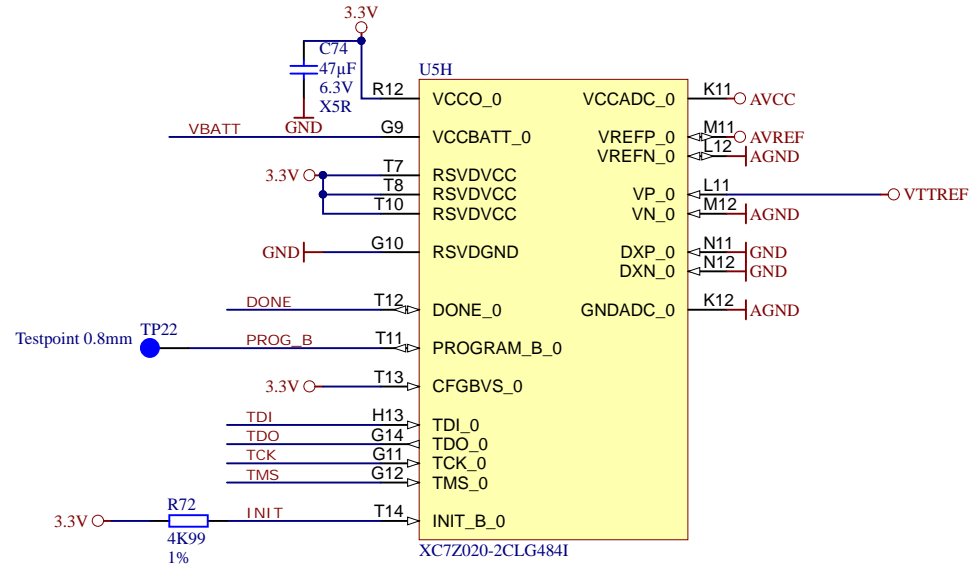 3.3V
C74
47µF
6.3V
X5R
GND
U5H
R12 VCCO_0 VCCADC_0 K11 AVCC
VBATT G9 VCCBATT_0 VREFP_0 M11 AVREF
VREFN_0 L12 AGND
3.3V T7 RSVDVCC
T8 RSVDVCC VP_0 L11 VTTREF
T10 RSVDVCC VN_0 M12 AGND
GND G10 RSVDGND DXP_0 N11 GND
DXN_0 N12 GND
DONE T12 DONE_0 GNDADC_0 K12 AGND
Testpoint 0.8mm TP22 PROG_B T11 PROGRAM_B_0
3.3V T13 CFGBVS_0
TDI H13 TDI_0
TDO G14 TDO_0
TCK G11 TCK_0
TMS G12 TMS_0
R72
3.3V INIT T14 INIT_B_0
4K99
1%
XC7Z020-2CLG484I